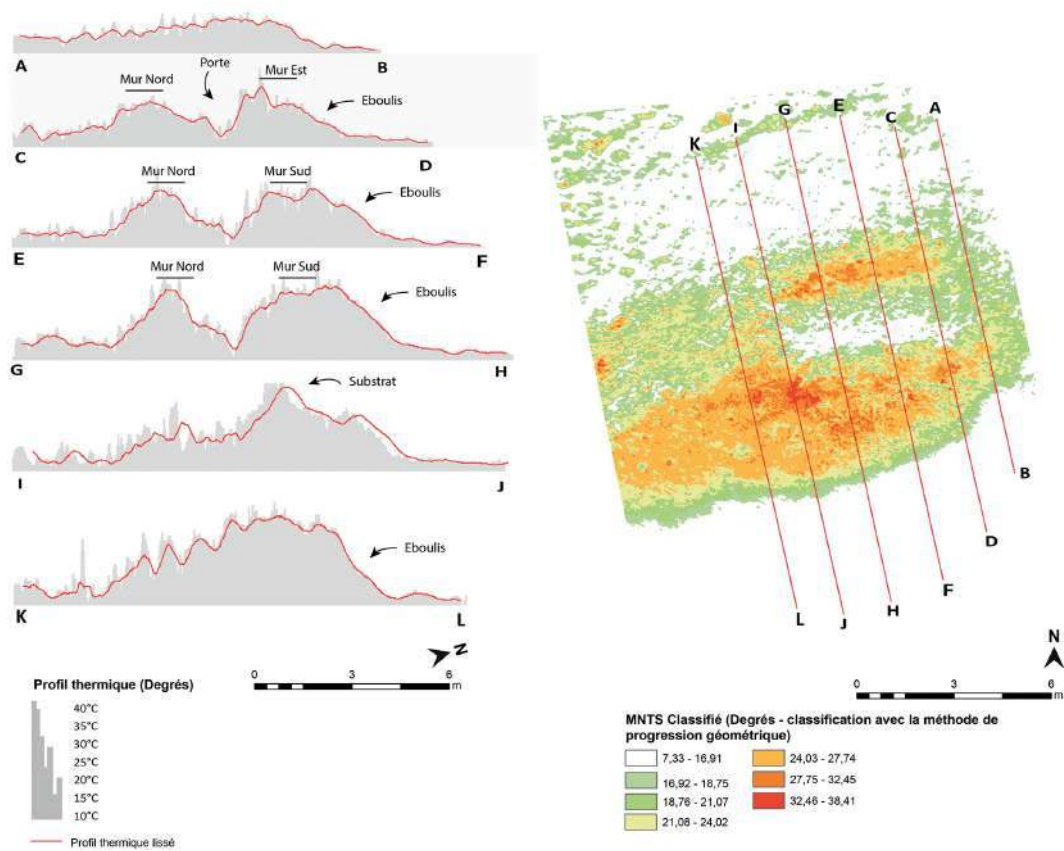 A
B
Mur Nord
Porte
Mur Est
Eboulis
C
D
Mur Nord
Mur Sud
Eboulis
E
F
Mur Nord
Mur Sud
Eboulis
G
H
Substrat
I
J
Eboulis
K
L
N
0 3 6
m
Profil thermique (Degrés)
40°C
35°C
30°C
25°C
20°C
15°C
10°C
Profil thermique lissé
K
I
G
E
C
A
B
D
F
H
J
L
N
0 3 6
m
MNTS Classifié (Degrés - classification avec la méthode de
progression géométrique)
7,33 - 16,91
16,92 - 18,75
18,76 - 21,07
21,08 - 24,02
24,03 - 27,74
27,75 - 32,45
32,46 - 38,41